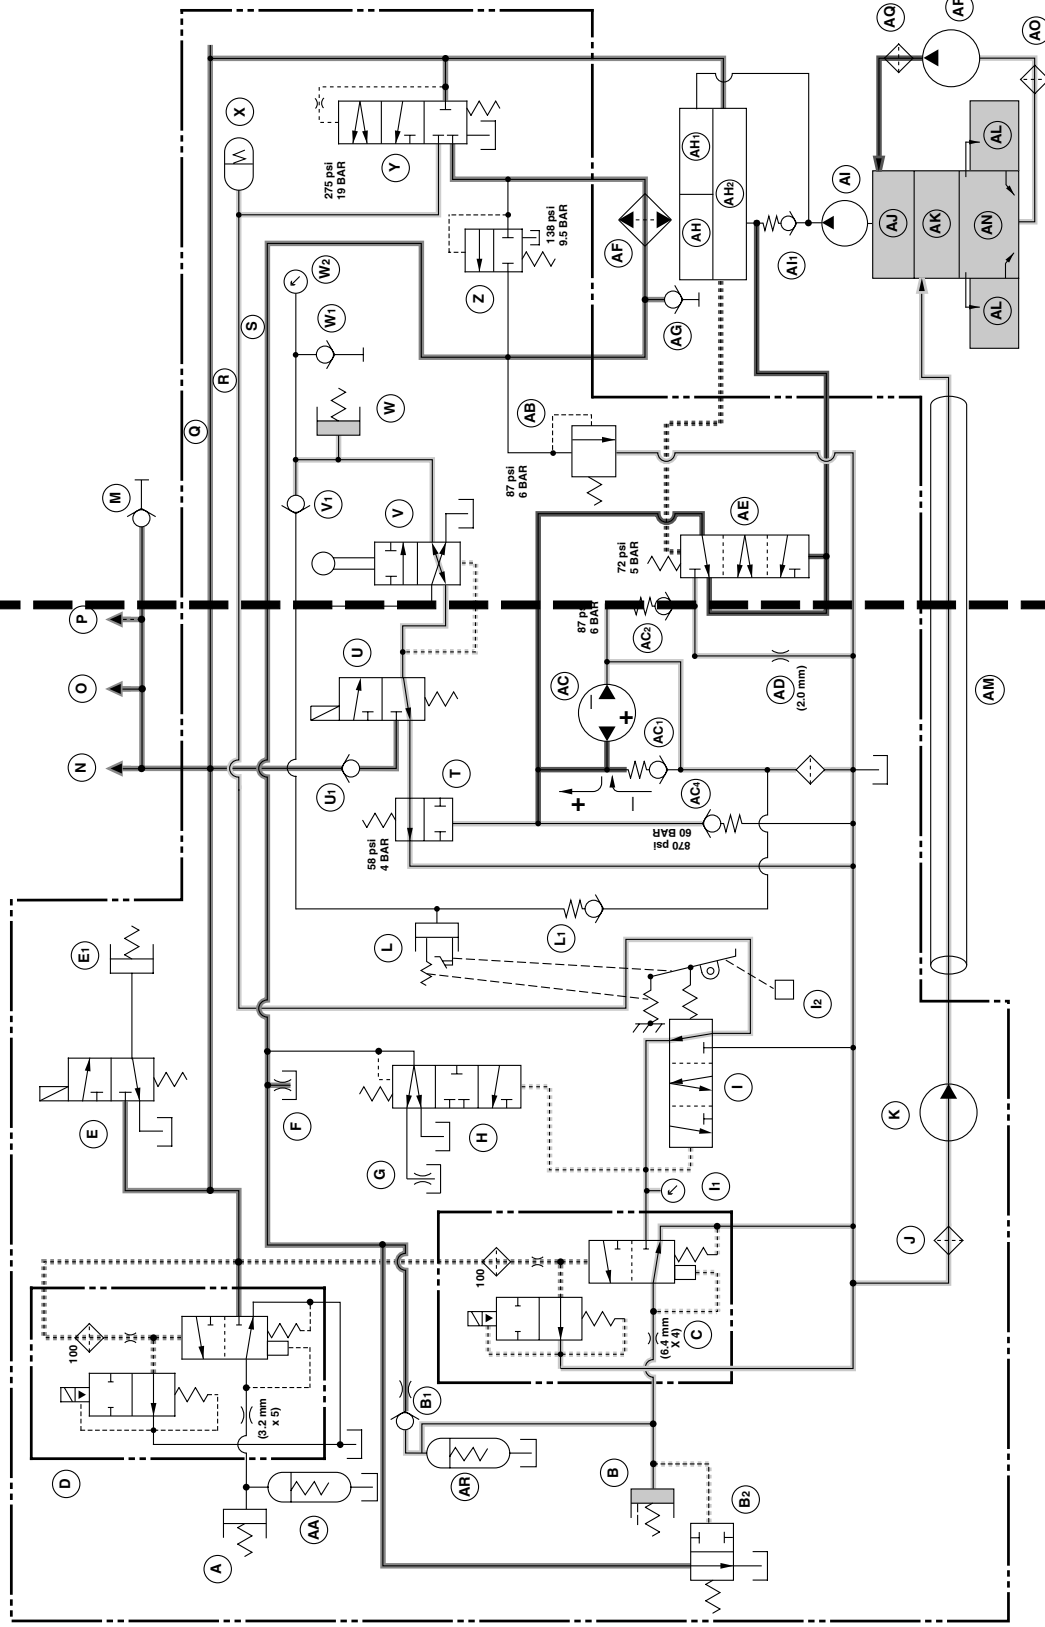 AQ
AP
AO
X
275 psi
19 BAR
Y
AH1
AH
AH2
AI
AJ
AL
AK
AN
AL
138 psi
9.5 BAR
AF
AI1
Z
AG
W2
S
W1
R
W
AB
Q
87 psi
6 BAR
M
V1
V
AE
72 psi
5 BAR
P
87 psi
6 BAR
AC2
O
U
AC
−
+
AD
(2.0 mm)
AM
AC1
N
U1
T
+
−
AC4
870 psi
60 BAR
58 psi
4 BAR
E1
L
L1
I2
E
F
H
I
K
G
I1
J
100
100
(6.4 mm
X 4)
C
(3.2 mm
x 5)
B1
D
AR
B
B2
AA
A